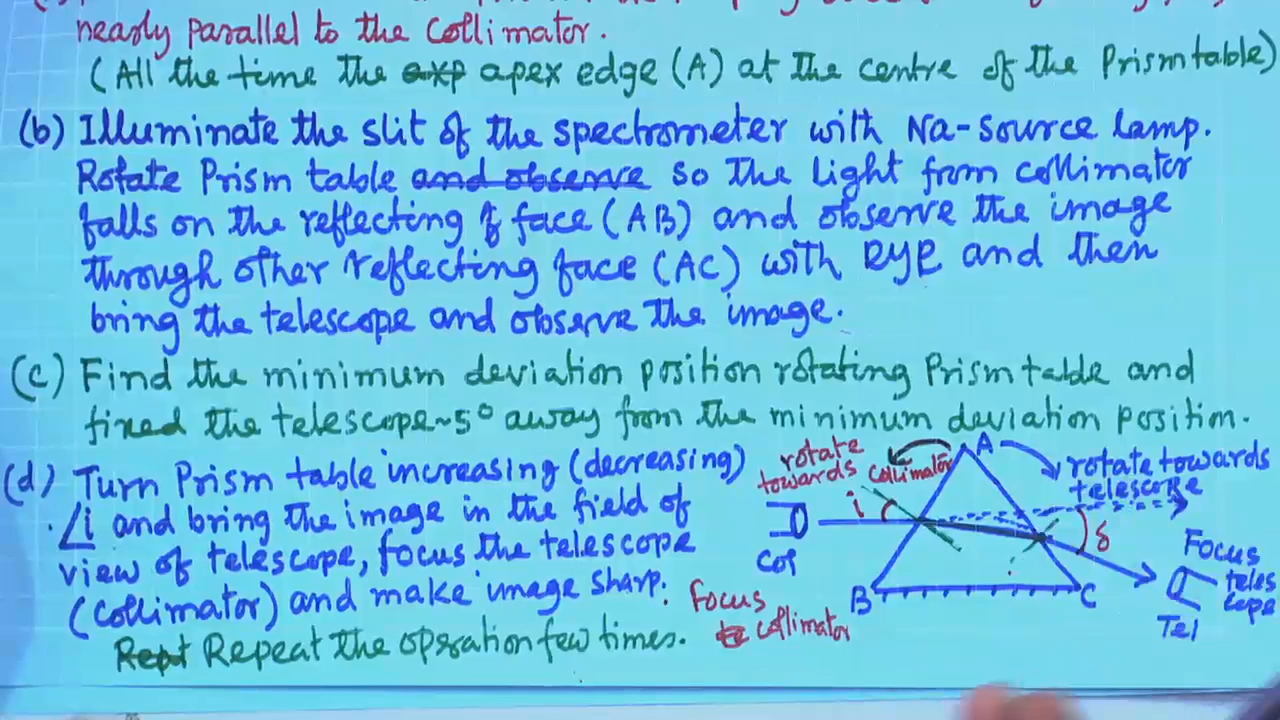 nearly parallel to the Collimator.
(All the time the exp apex edge (A) at the centre of the Prism table)
(b) Illuminate the slit of the spectrometer with Na-source lamp.
Rotate Prism table and observe so the light from collimator
falls on the reflecting face (AB) and observe the image
through other reflecting face (AC) with EYE and then
bring the telescope and observe the image.
(c) Find the minimum deviation position rotating Prism table and
fixed the telescope ~5° away from the minimum deviation position.
(d) Turn Prism table increasing (decreasing)
∠i and bring the image in the field of
view of telescope, focus the telescope
(collimator) and make image sharp.
Rept Repeat the operation few times.
rotate
towards collimator
A
rotate towards
telescope
i
δ
Col
B
C
Focus
teles
cope
Tel
Focus
te collimator